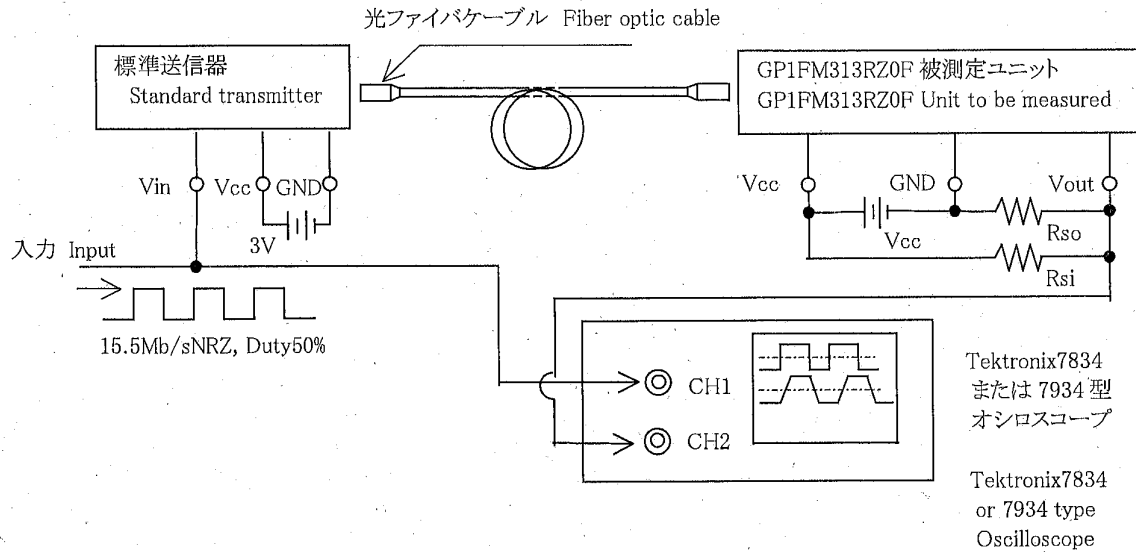 光ファイバケーブル Fiber optic cable
標準送信器
Standard transmitter
GP1FM313RZ0F 被測定ユニット
GP1FM313RZ0F Unit to be measured
Vin
Vcc
GND
3V
Vcc
GND
Vout
Vcc
Rso
Rsi
入力 Input
15.5Mb/sNRZ, Duty50%
CH1
CH2
Tektronix7834
または 7934 型
オシロスコープ
Tektronix7834
or 7934 type
Oscilloscope